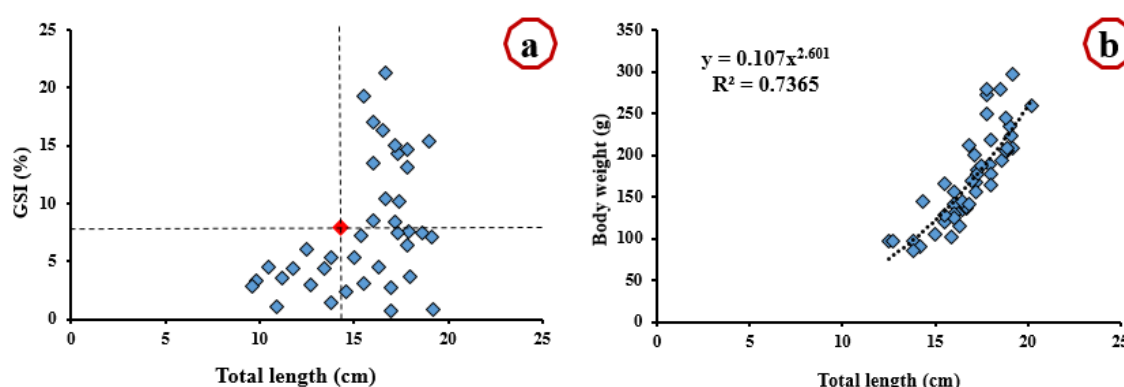 a
GSI (%)
25
20
15
10
5
0
0 5 10 15 20 25
Total length (cm)
b
y = 0.107x^2.601
R² = 0.7365
Body weight (g)
350
300
250
200
150
100
50
0
0 5 10 15 20 25
Total length (cm)